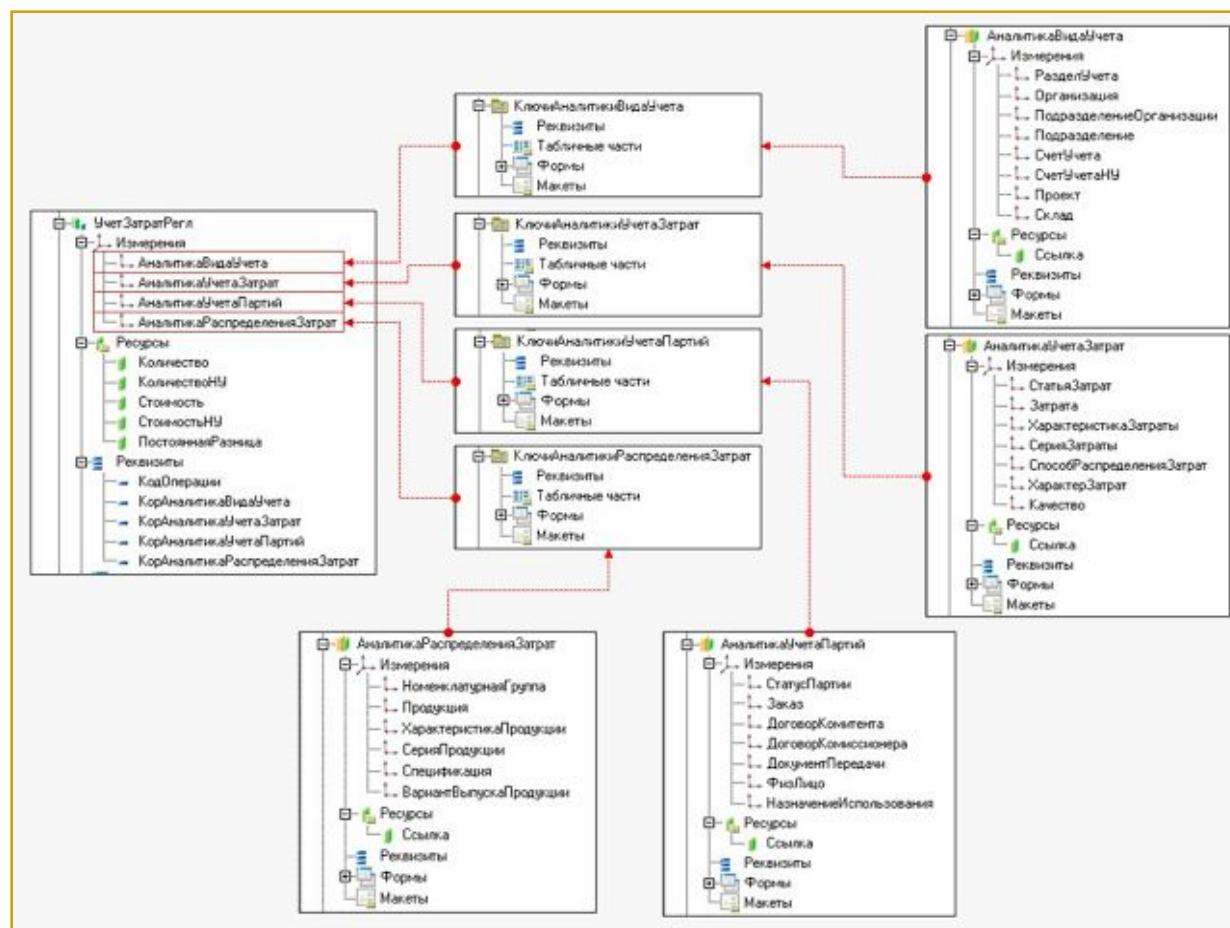 УчетЗатратРегл
Измерения
АналитикаВидаУчета
АналитикаУчетаЗатрат
АналитикаУчетаПартий
АналитикаРаспределенияЗатрат
Ресурсы
Количество
КоличествоНУ
Стоимость
СтоимостьНУ
ПостояннаяРазница
Реквизиты
КодОперации
КорАналитикаВидаУчета
КорАналитикаУчетаЗатрат
КорАналитикаУчетаПартий
КорАналитикаРаспределенияЗатрат
КлючиАналитикиВидаУчета
Реквизиты
Табличные части
Формы
Макеты
КлючиАналитикиУчетаЗатрат
Реквизиты
Табличные части
Формы
Макеты
КлючиАналитикиУчетаПартий
Реквизиты
Табличные части
Формы
Макеты
КлючиАналитикиРаспределенияЗатрат
Реквизиты
Табличные части
Формы
Макеты
АналитикаВидаУчета
Измерения
РазделУчета
Организация
ПодразделениеОрганизации
Подразделение
СчетУчета
СчетУчетаНУ
Проект
Склад
Ресурсы
Ссылка
Реквизиты
Формы
Макеты
АналитикаУчетаЗатрат
Измерения
СтатьяЗатрат
Затрата
ХарактеристикаЗатраты
СерияЗатраты
СпособРаспределенияЗатрат
ХарактерЗатрат
Качество
Ресурсы
Ссылка
Реквизиты
Формы
Макеты
АналитикаРаспределенияЗатрат
Измерения
НоменклатурнаяГруппа
Продукция
ХарактеристикаПродукции
СерияПродукции
Спецификация
ВариантВыпускаПродукции
Ресурсы
Ссылка
Реквизиты
Формы
Макеты
АналитикаУчетаПартий
Измерения
СтатусПартии
Заказ
ДоговорКомитента
ДоговорКомиссионера
ДокументПередачи
ФизЛицо
НазначениеИспользования
Ресурсы
Ссылка
Реквизиты
Формы
Макеты